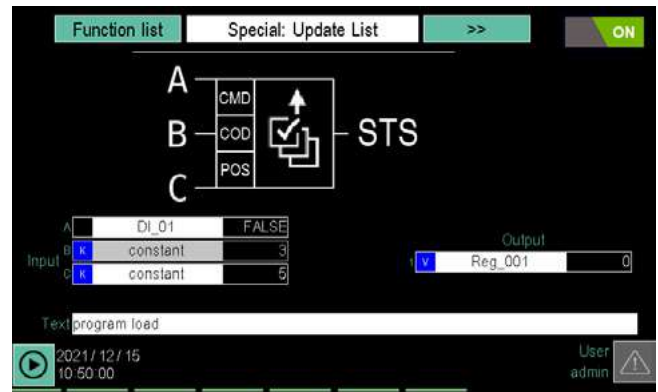 Function list Special: Update List >> ON
A CMD
B COD STS
C POS
A DI_01 FALSE
Input B K constant 3
C K constant 5
Output
1 V Reg_001 0
Text program load
2021/12/15
10:50:00
User
admin